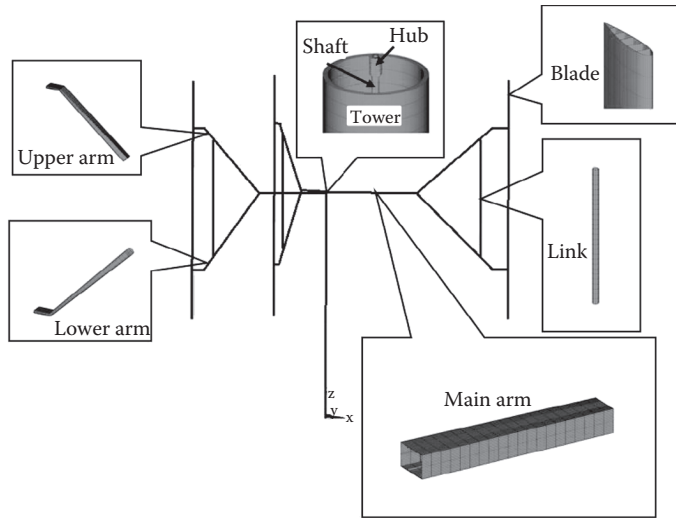 Hub
Shaft
Tower
Blade
Upper arm
Link
Lower arm
z
y
x
Main arm